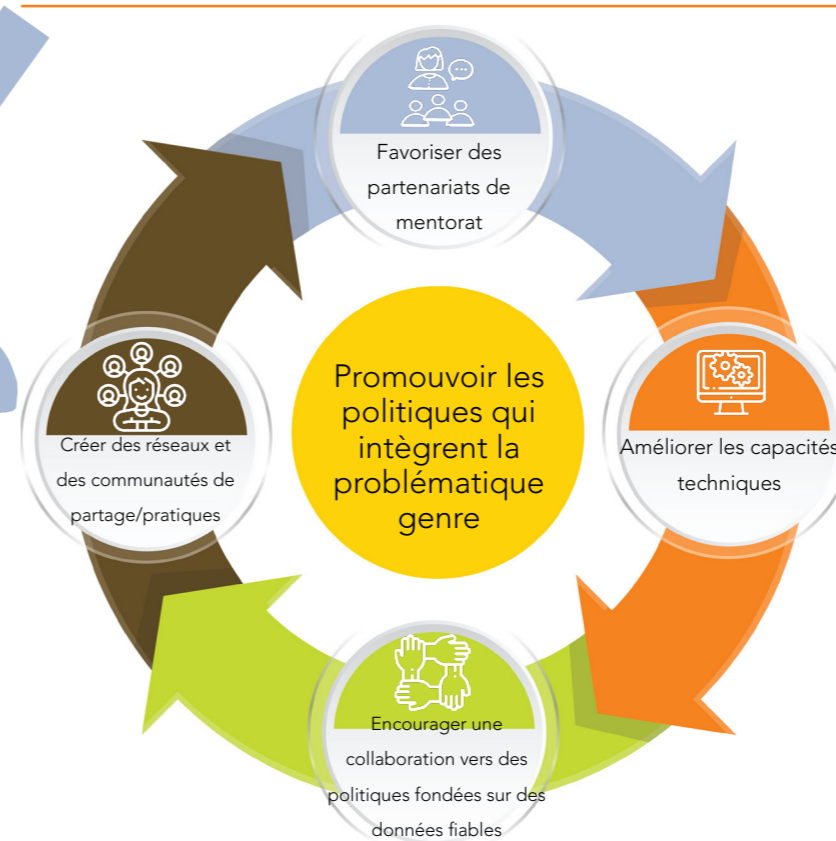 Favoriser des
partenariats de
mentorat
Promouvoir les
politiques qui
intègrent la
problématique
genre
Améliorer les capacités
techniques
Encourager une
collaboration vers des
politiques fondées sur des
données fiables
Créer des réseaux et
des communautés de
partage/pratiques